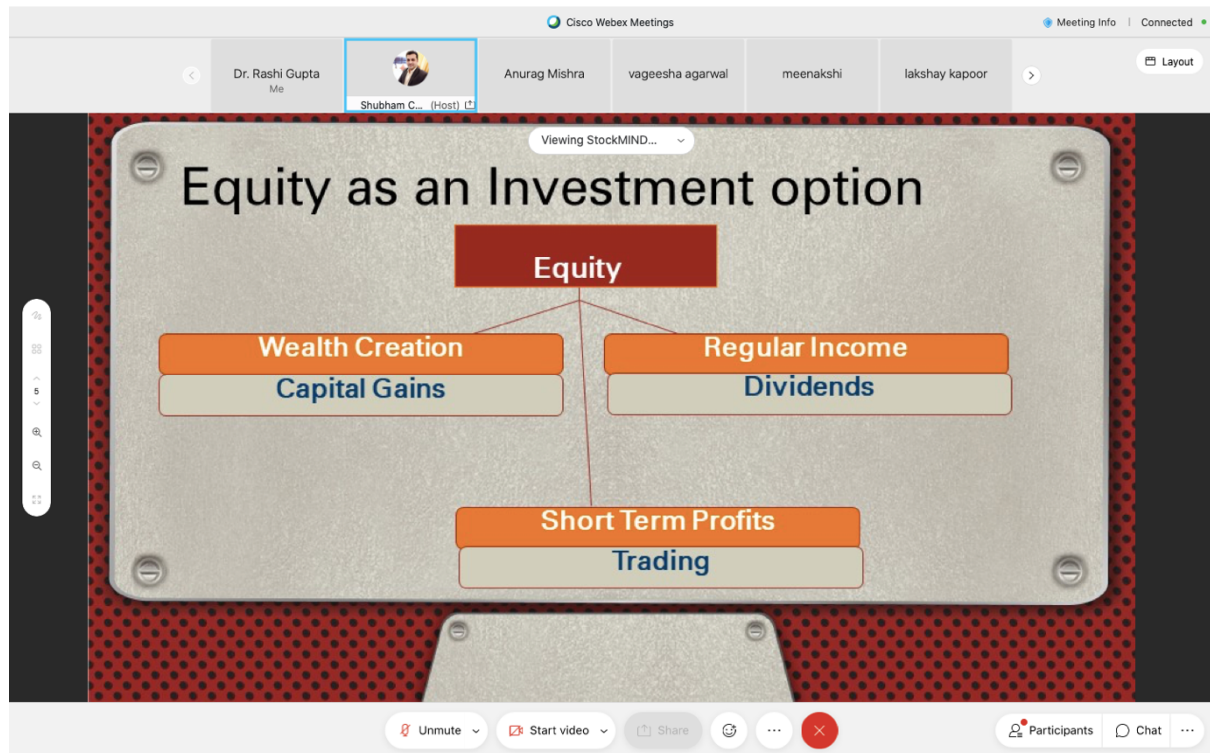 Cisco Webex Meetings
Meeting Info
Connected
Dr. Rashi Gupta
Me
Shubham C... (Host)
Anurag Mishra
vageesha agarwal
meenakshi
lakshay kapoor
Layout
Viewing StockMIND...
Equity as an Investment option
Equity
Wealth Creation
Capital Gains
Regular Income
Dividends
Short Term Profits
Trading
5
Unmute
Start video
Share
Participants
Chat